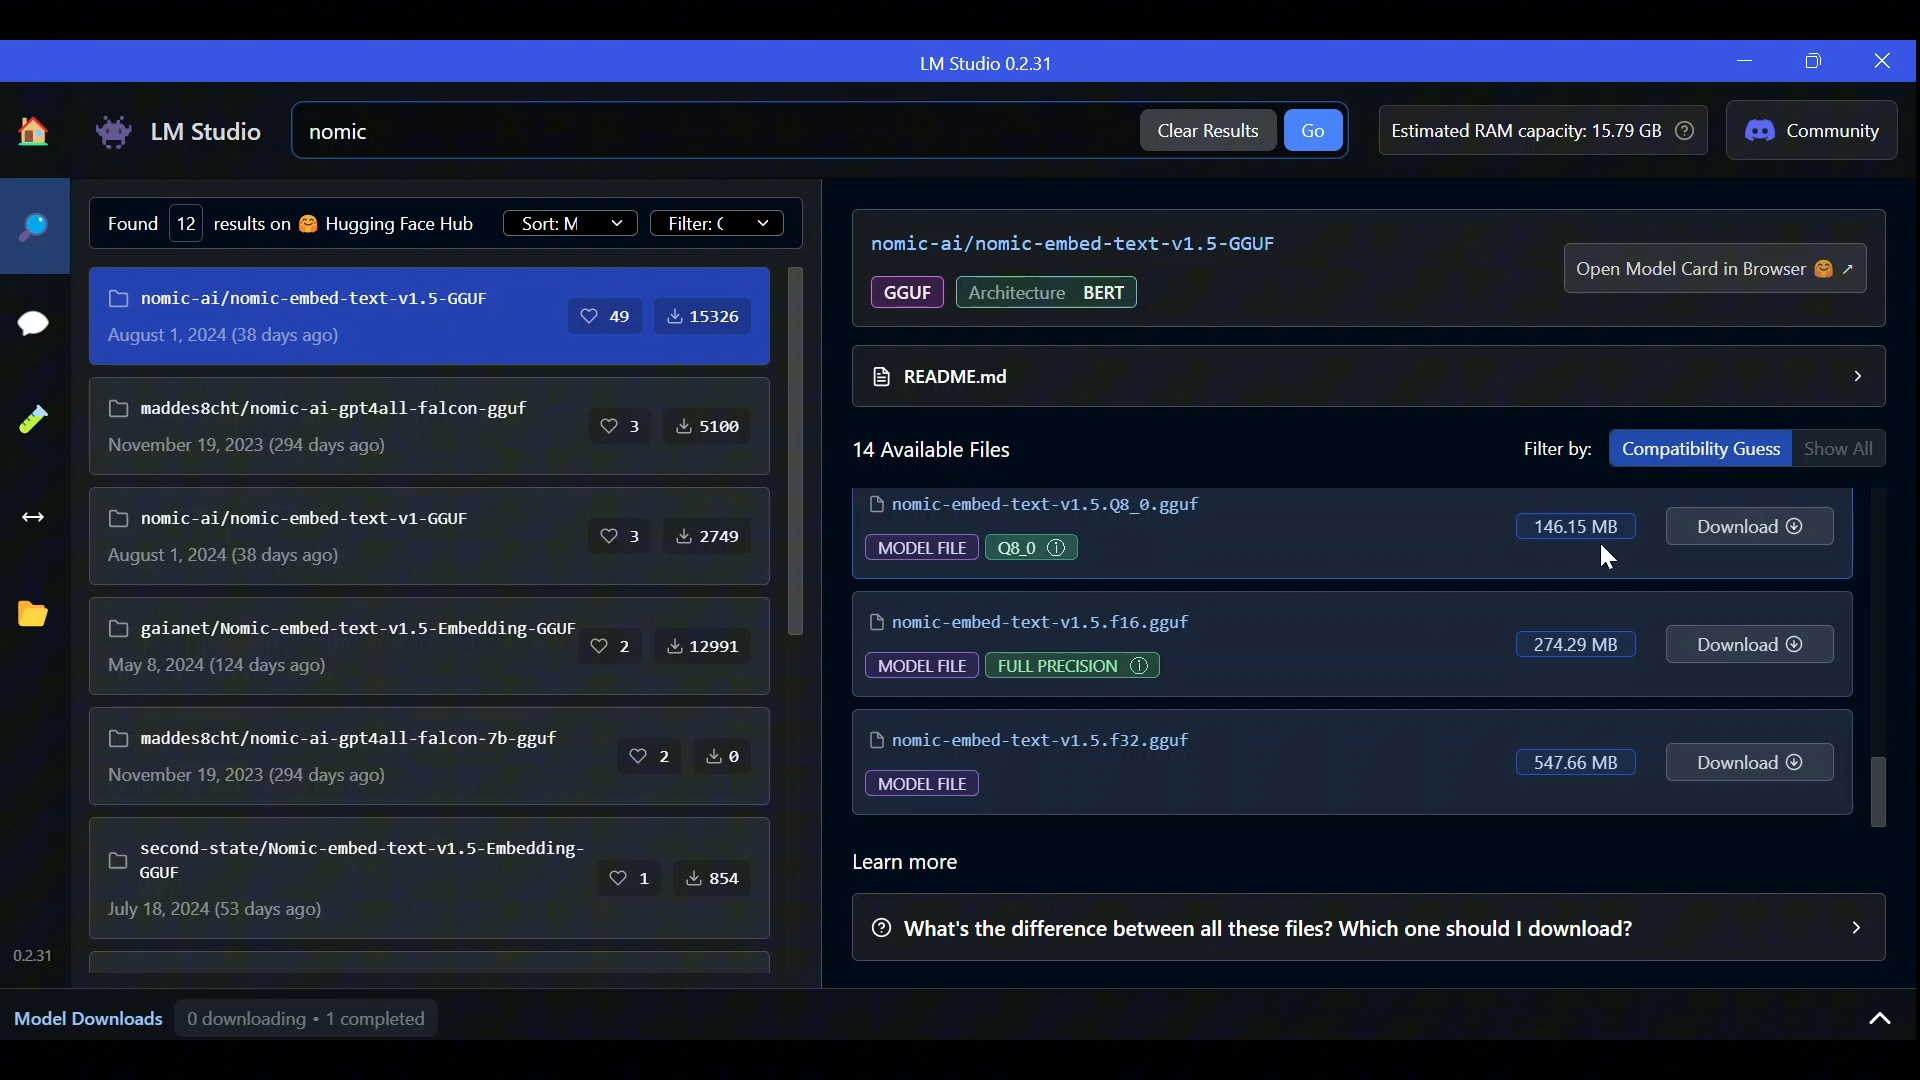 LM Studio 0.2.31
LM Studio
nomic
Clear Results
Go
Estimated RAM capacity: 15.79 GB
Community
Found 12 results on Hugging Face Hub
Sort: M
Filter: (
nomic-ai/nomic-embed-text-v1.5-GGUF
August 1, 2024 (38 days ago)
49
15326
maddes8cht/nomic-ai-gpt4all-falcon-gguf
November 19, 2023 (294 days ago)
3
5100
nomic-ai/nomic-embed-text-v1-GGUF
August 1, 2024 (38 days ago)
3
2749
gaianet/Nomic-embed-text-v1.5-Embedding-GGUF
May 8, 2024 (124 days ago)
2
12991
maddes8cht/nomic-ai-gpt4all-falcon-7b-gguf
November 19, 2023 (294 days ago)
2
0
second-state/Nomic-embed-text-v1.5-Embedding-
GGUF
July 18, 2024 (53 days ago)
1
854
0.2.31
nomic-ai/nomic-embed-text-v1.5-GGUF
GGUF
Architecture BERT
Open Model Card in Browser ↗
README.md
14 Available Files
Filter by:
Compatibility Guess
Show All
nomic-embed-text-v1.5.Q8_0.gguf
MODEL FILE
Q8_0
146.15 MB
Download
nomic-embed-text-v1.5.f16.gguf
MODEL FILE
FULL PRECISION
274.29 MB
Download
nomic-embed-text-v1.5.f32.gguf
MODEL FILE
547.66 MB
Download
Learn more
What's the difference between all these files? Which one should I download?
Model Downloads
0 downloading • 1 completed